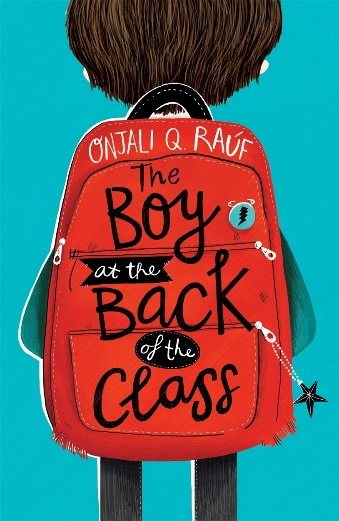 ONJALI Q. RAÚF
The
Boy
at the
Back
of the
Class